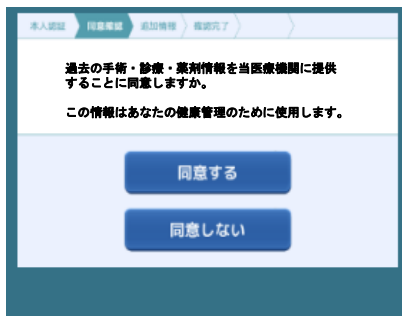 本人認証 同意確認 追加情報 確認完了
過去の手術・診療・薬剤情報を当医療機関に提供
することに同意しますか。
この情報はあなたの健康管理のために使用します。
同意する
同意しない